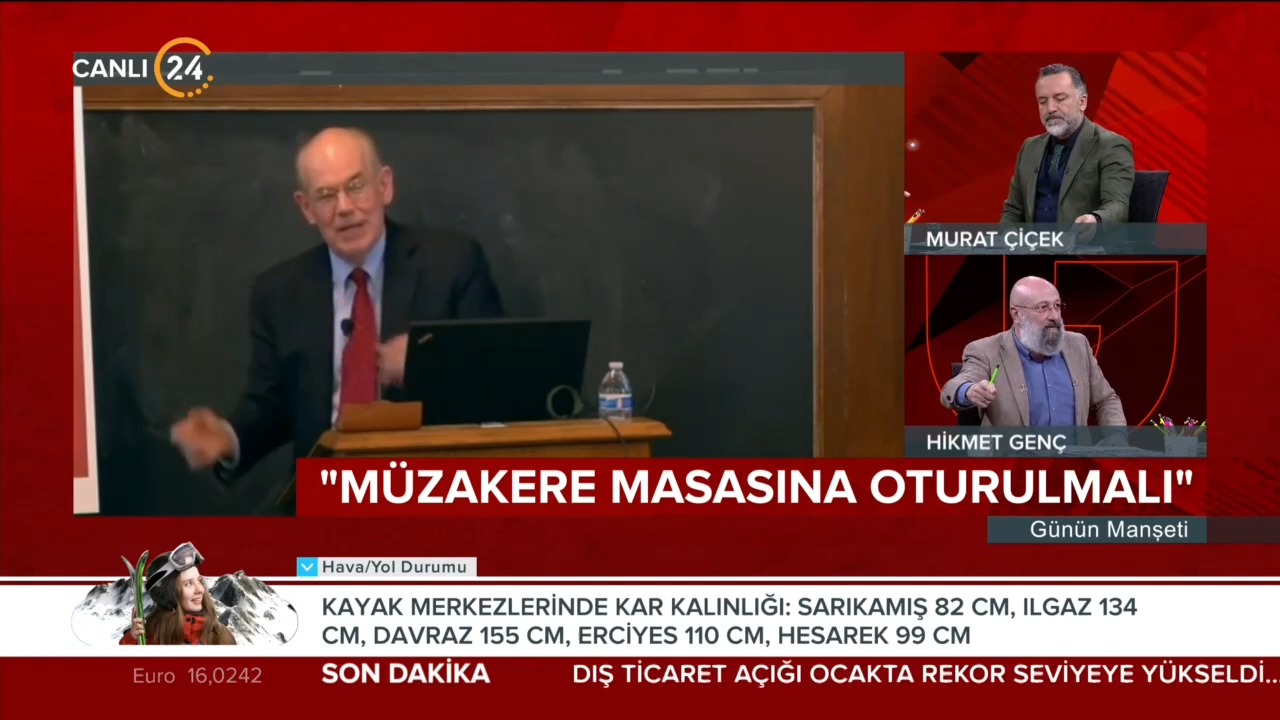 CANLI 24
MURAT ÇİÇEK
HİKMET GENÇ
"MÜZAKERE MASASINA OTURULMALI"
Günün Manşeti
Hava/Yol Durumu
KAYAK MERKEZLERİNDE KAR KALINLIĞI: SARIKAMIŞ 82 CM, ILGAZ 134
CM, DAVRAZ 155 CM, ERCİYES 110 CM, HESAREK 99 CM
Euro 16,0242
SON DAKİKA
DIŞ TİCARET AÇIĞI OCAKTA REKOR SEVİYEYE YÜKSELDİ...